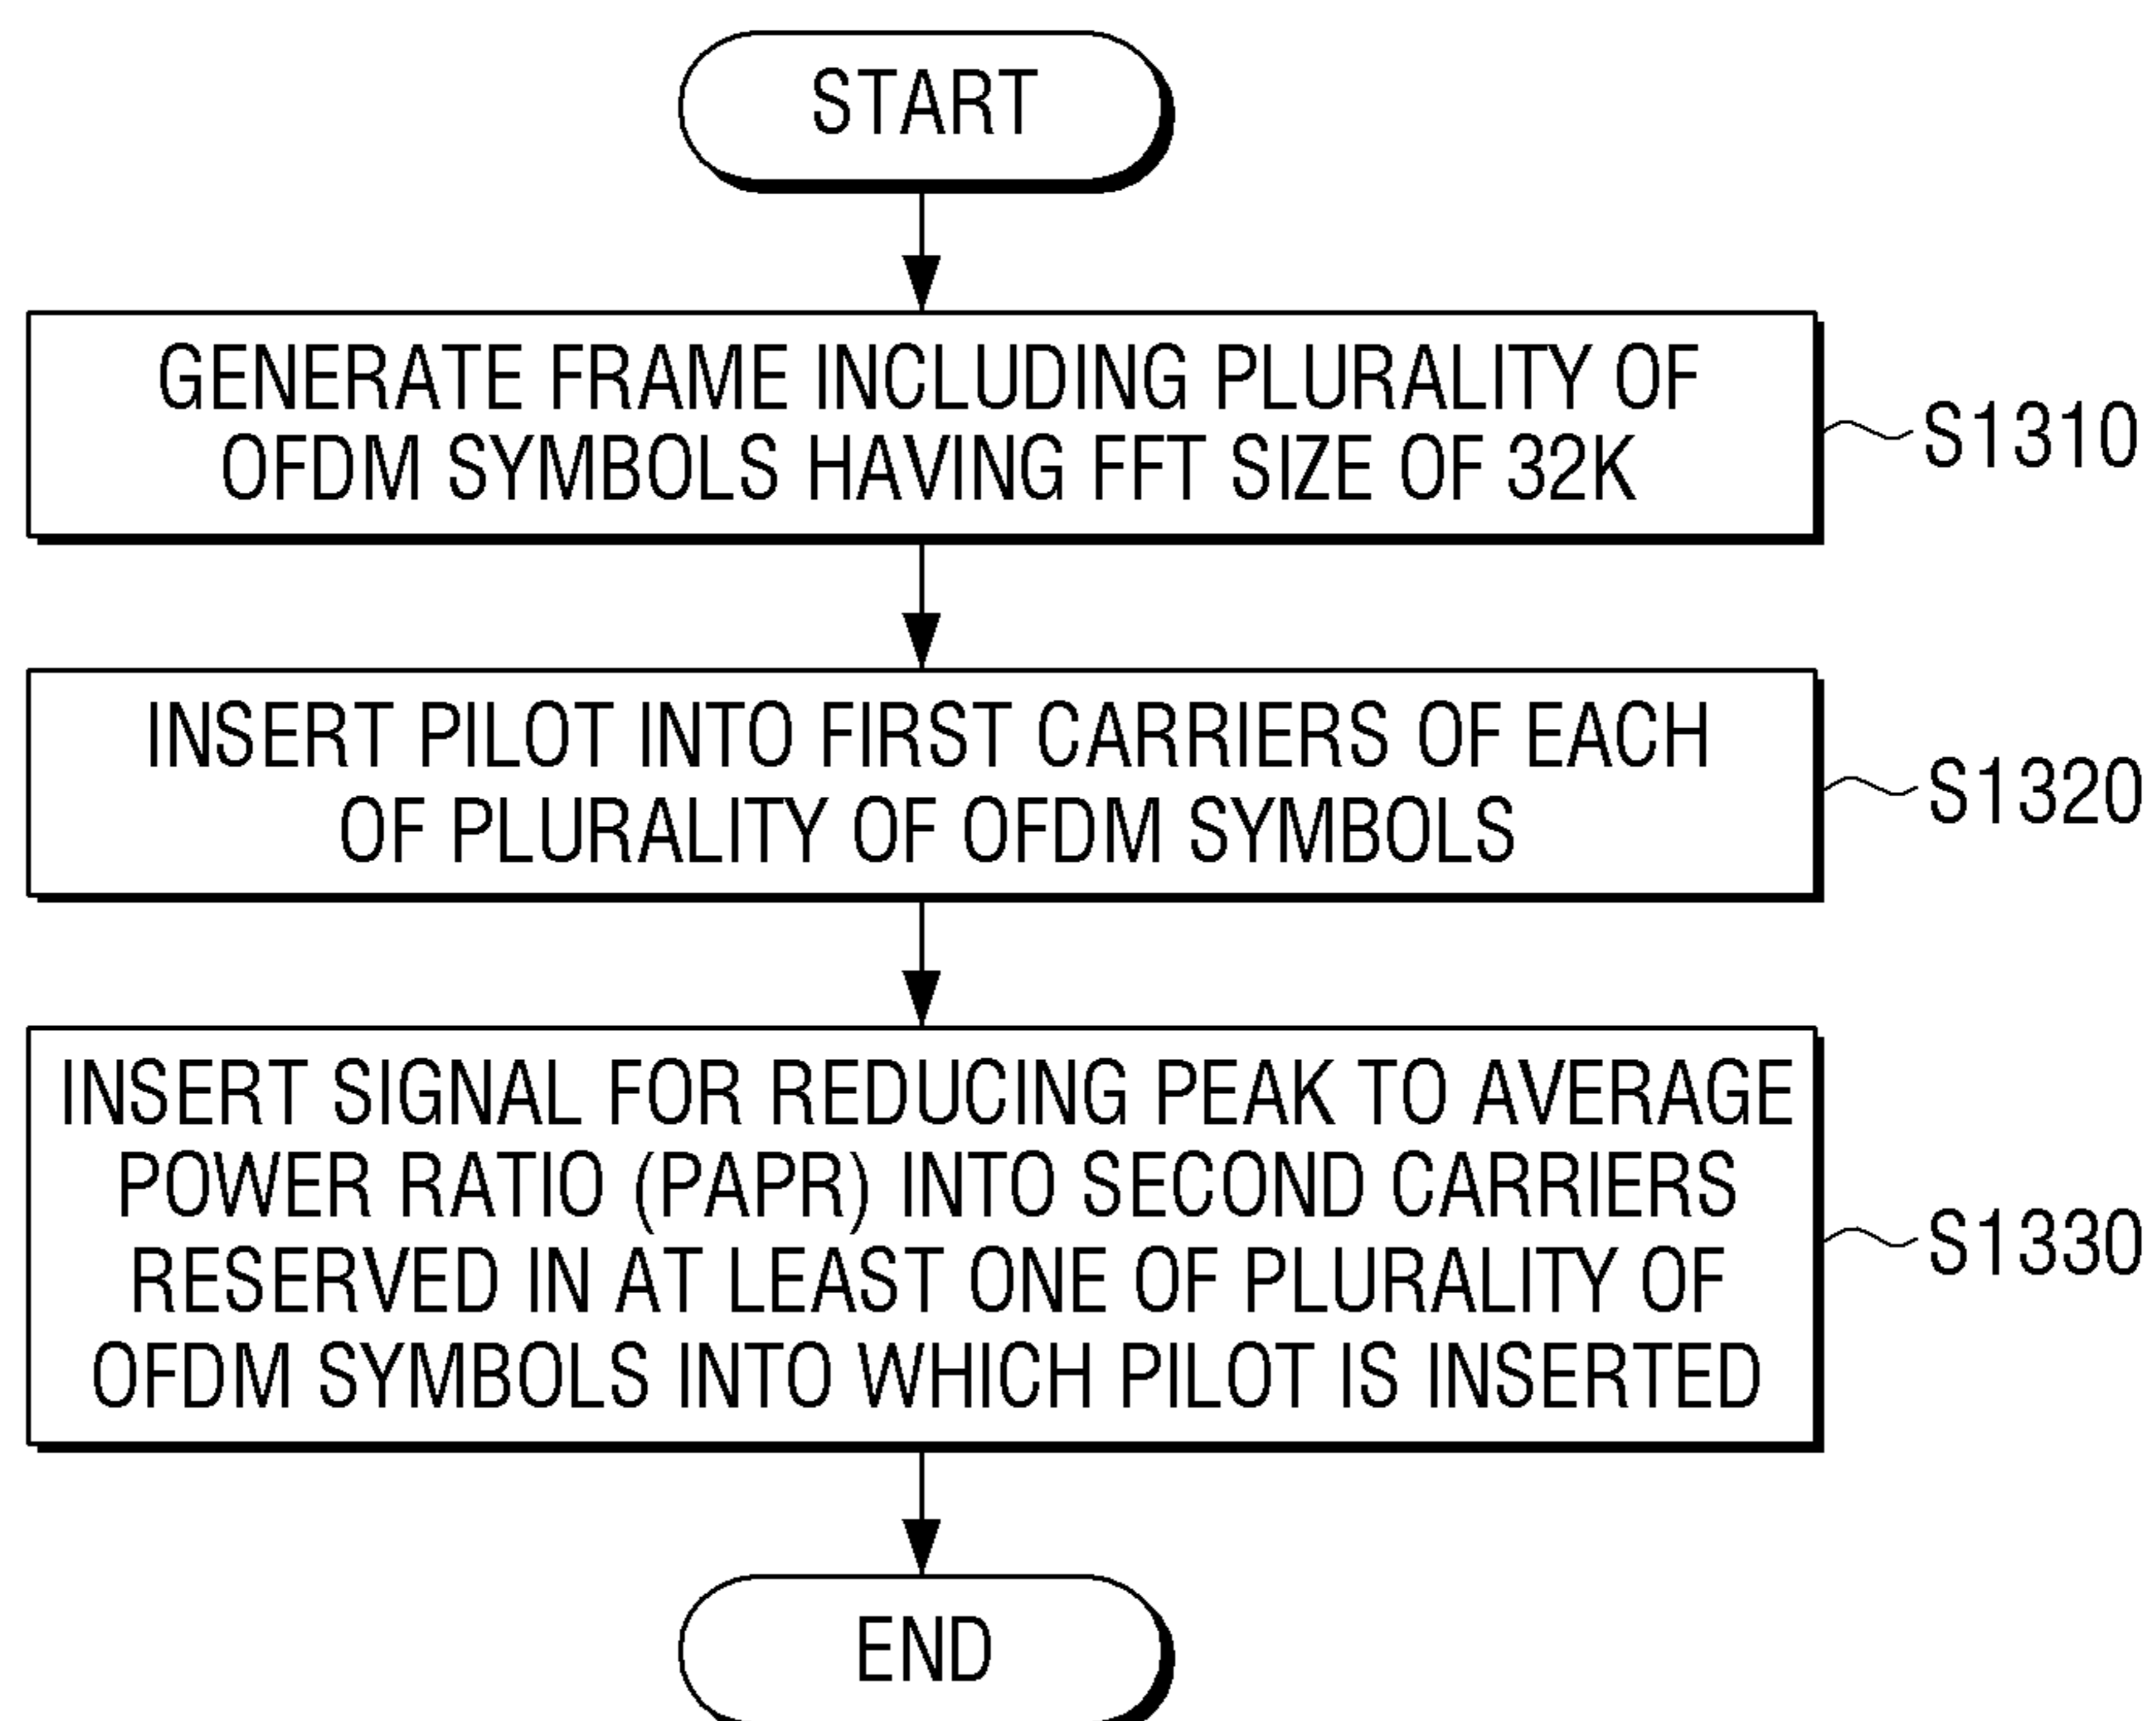 START
GENERATE FRAME INCLUDING PLURALITY OF
OFDM SYMBOLS HAVING FFT SIZE OF 32K
S1310
INSERT PILOT INTO FIRST CARRIERS OF EACH
OF PLURALITY OF OFDM SYMBOLS
S1320
INSERT SIGNAL FOR REDUCING PEAK TO AVERAGE
POWER RATIO (PAPR) INTO SECOND CARRIERS
RESERVED IN AT LEAST ONE OF PLURALITY OF
OFDM SYMBOLS INTO WHICH PILOT IS INSERTED
S1330
END